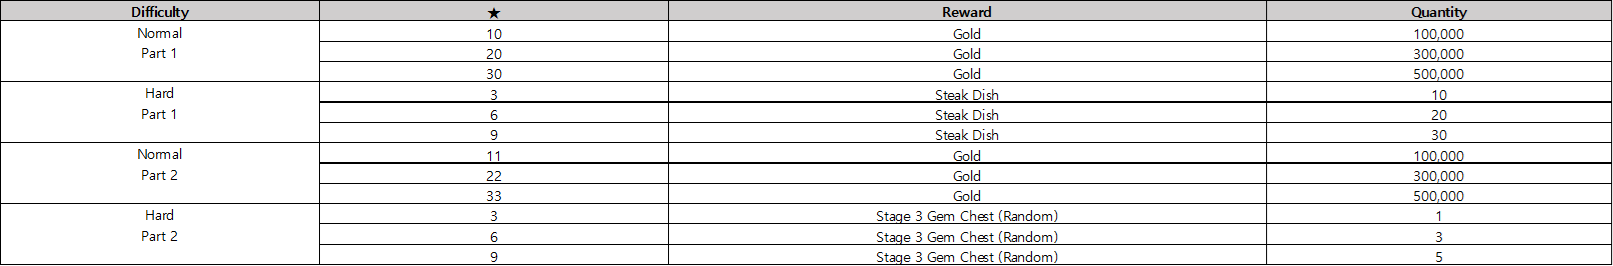 Difficulty ★ Reward Quantity
Normal 10 Gold 100,000
Part 1 20 Gold 300,000
30 Gold 500,000
Hard 3 Steak Dish 10
Part 1 6 Steak Dish 20
9 Steak Dish 30
Normal 11 Gold 100,000
Part 2 22 Gold 300,000
33 Gold 500,000
Hard 3 Stage 3 Gem Chest (Random) 1
Part 2 6 Stage 3 Gem Chest (Random) 3
9 Stage 3 Gem Chest (Random) 5